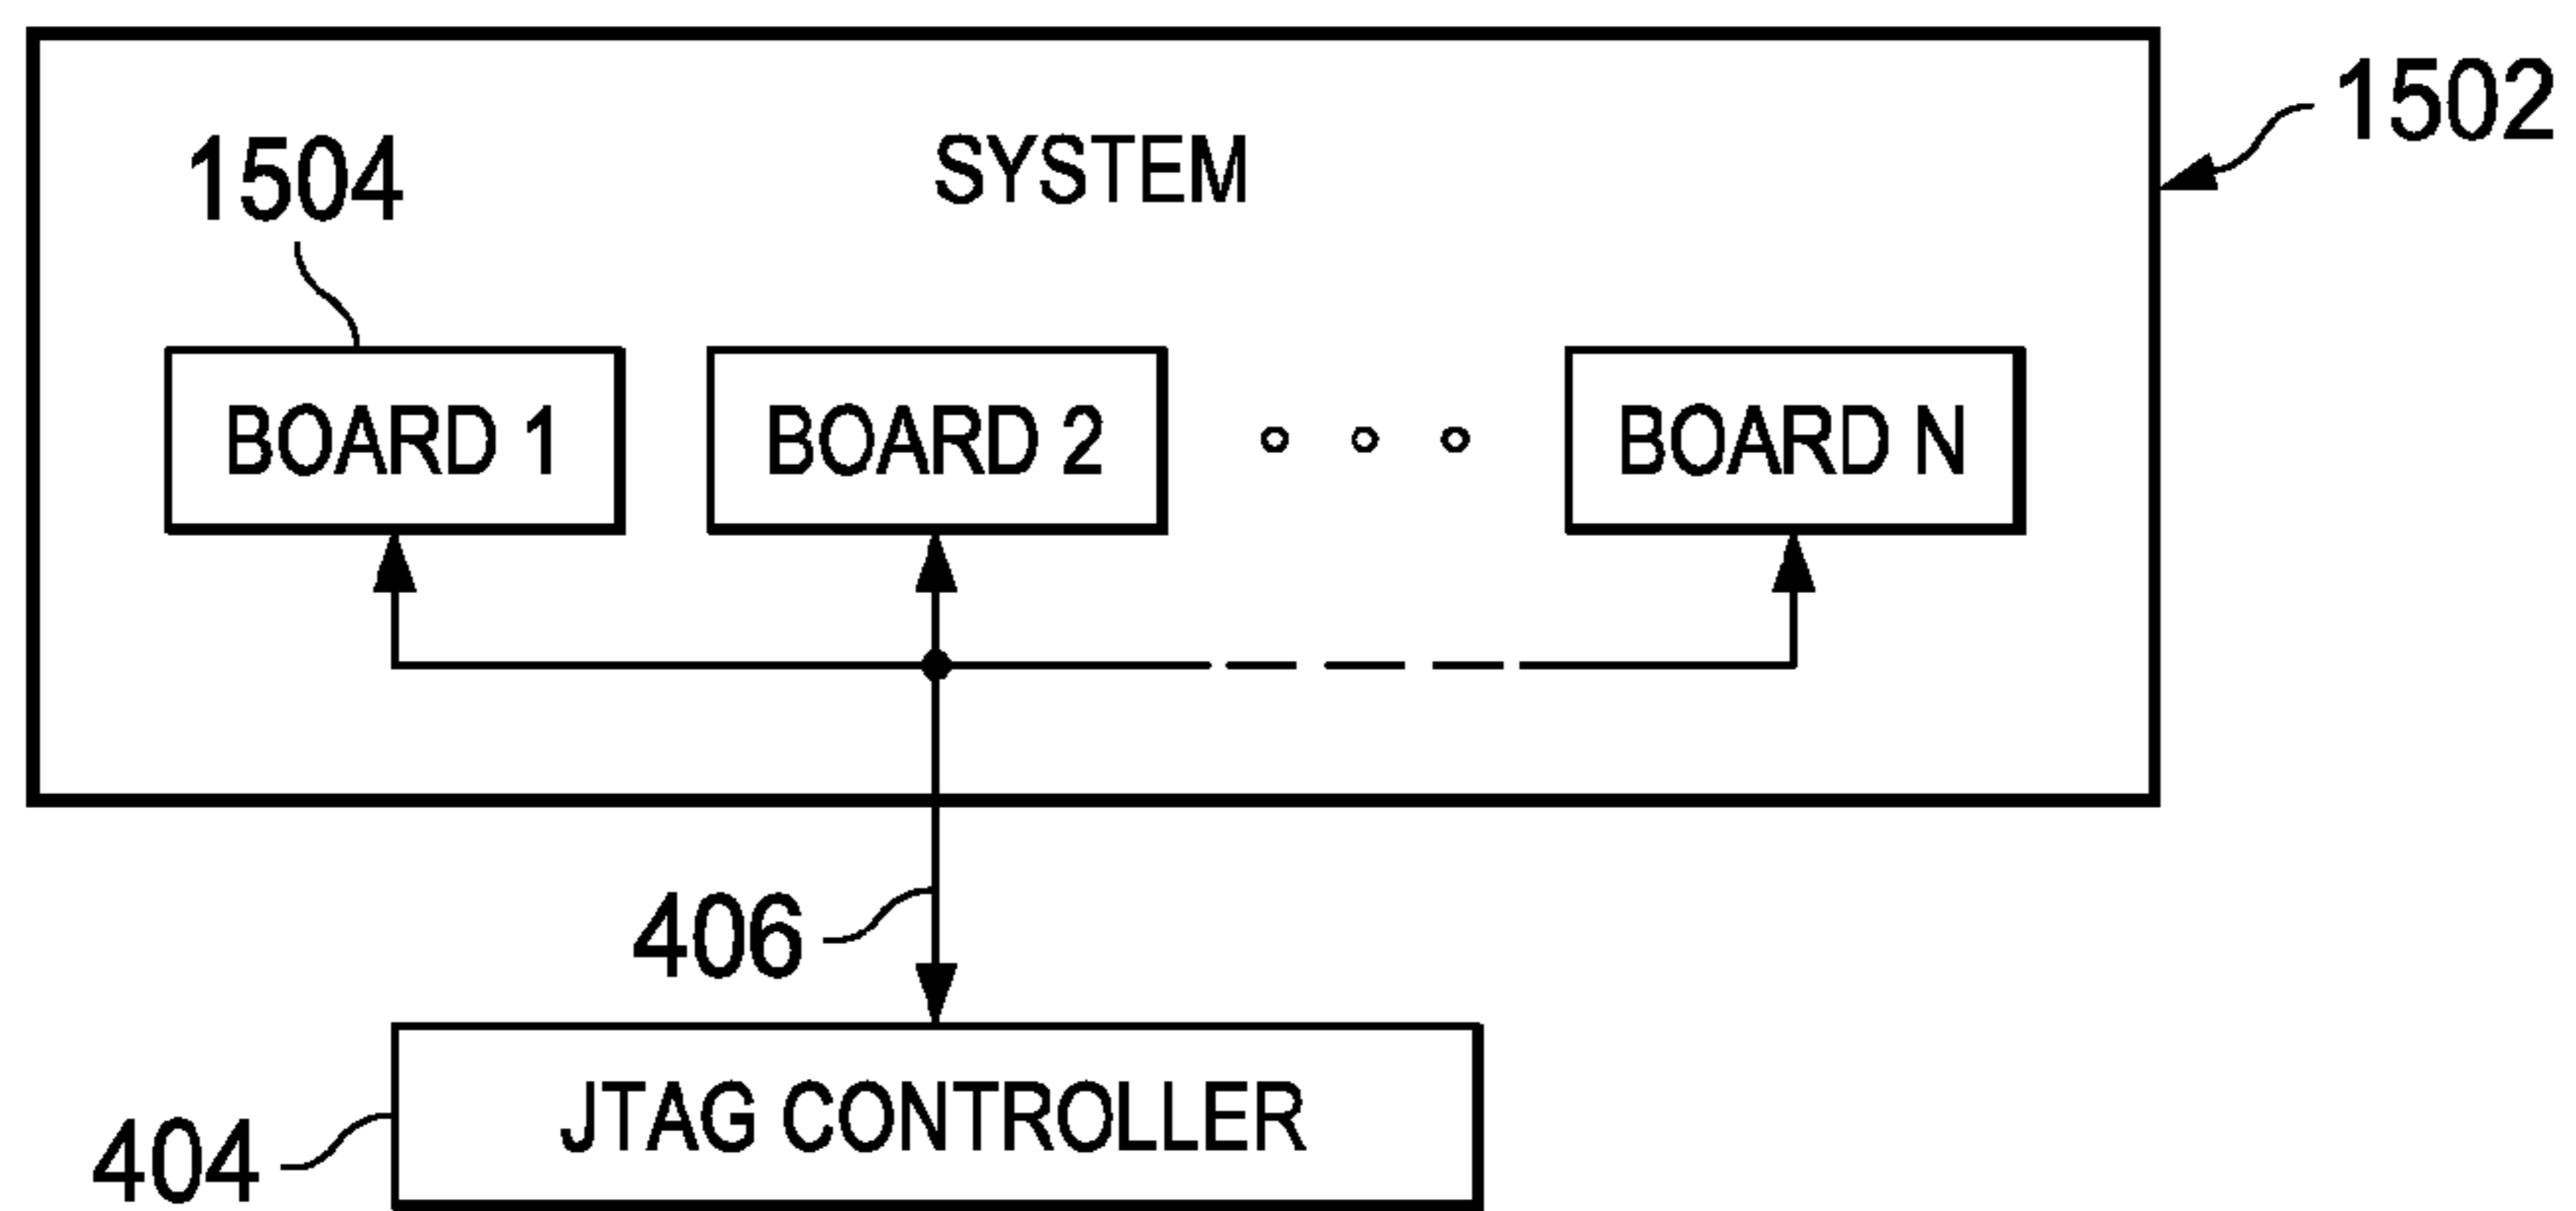 1502
SYSTEM
1504
BOARD 1
BOARD 2
BOARD N
406
JTAG CONTROLLER
404